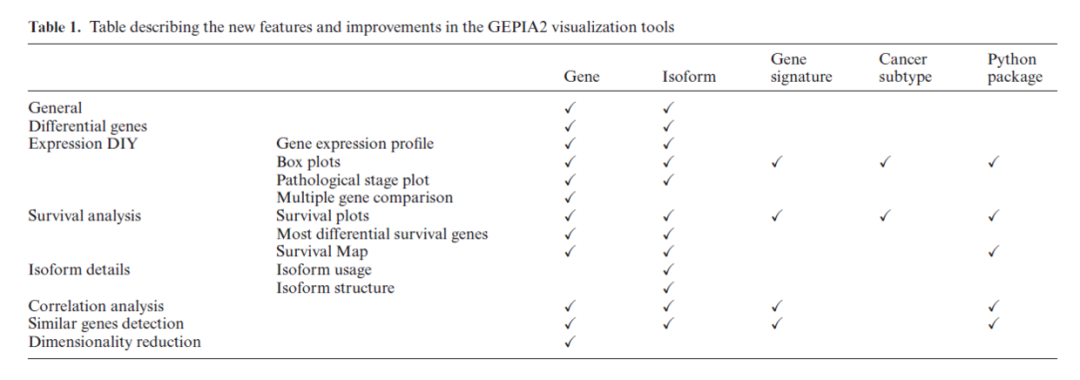 Table 1. Table describing the new features and improvements in the GEPIA2 visualization tools
Gene Isoform Gene signature Cancer subtype Python package
General ✓ ✓
Differential genes ✓ ✓
Expression DIY Gene expression profile ✓ ✓
Box plots ✓ ✓ ✓ ✓ ✓
Pathological stage plot ✓ ✓
Multiple gene comparison ✓
Survival analysis Survival plots ✓ ✓ ✓ ✓ ✓
Most differential survival genes ✓ ✓
Survival Map ✓ ✓ ✓
Isoform details Isoform usage ✓
Isoform structure ✓
Correlation analysis ✓ ✓ ✓ ✓
Similar genes detection ✓ ✓ ✓ ✓
Dimensionality reduction ✓